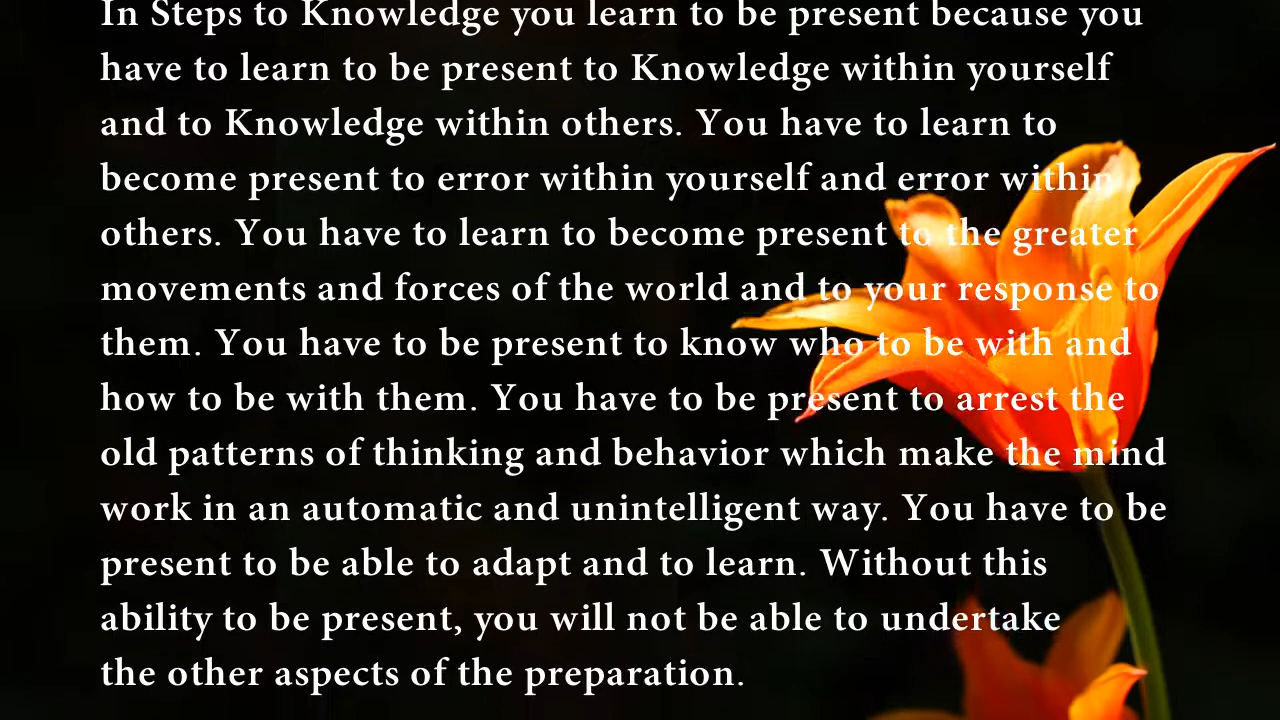 In Steps to Knowledge you learn to be present because you
have to learn to be present to Knowledge within yourself
and to Knowledge within others. You have to learn to
become present to error within yourself and error within
others. You have to learn to become present to the greater
movements and forces of the world and to your response to
them. You have to be present to know who to be with and
how to be with them. You have to be present to arrest the
old patterns of thinking and behavior which make the mind
work in an automatic and unintelligent way. You have to be
present to be able to adapt and to learn. Without this
ability to be present, you will not be able to undertake
the other aspects of the preparation.